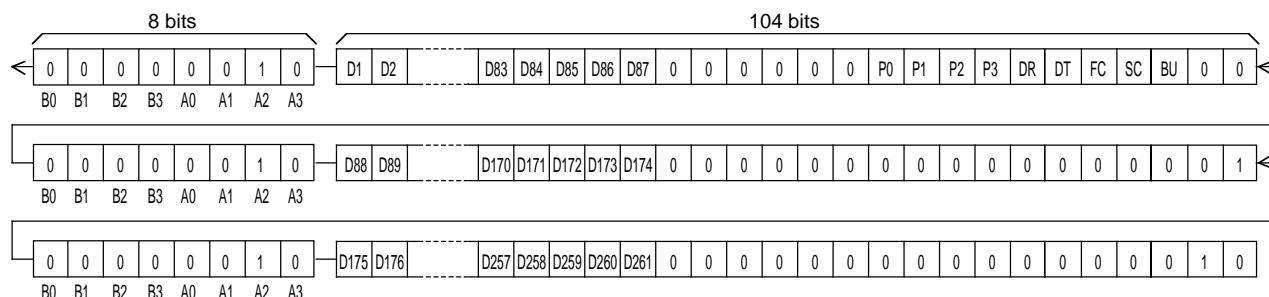 8 bits 104 bits
0 0 0 0 0 0 1 0 D1 D2 D83 D84 D85 D86 D87 0 0 0 0 0 0 P0 P1 P2 P3 DR DT FC SC BU 0 0
B0 B1 B2 B3 A0 A1 A2 A3
0 0 0 0 0 0 1 0 D88 D89 D170 D171 D172 D173 D174 0 0 0 0 0 0 0 0 0 0 0 0 0 0 0 0 1
B0 B1 B2 B3 A0 A1 A2 A3
0 0 0 0 0 0 1 0 D175 D176 D257 D258 D259 D260 D261 0 0 0 0 0 0 0 0 0 0 0 0 0 0 0 1 0
B0 B1 B2 B3 A0 A1 A2 A3